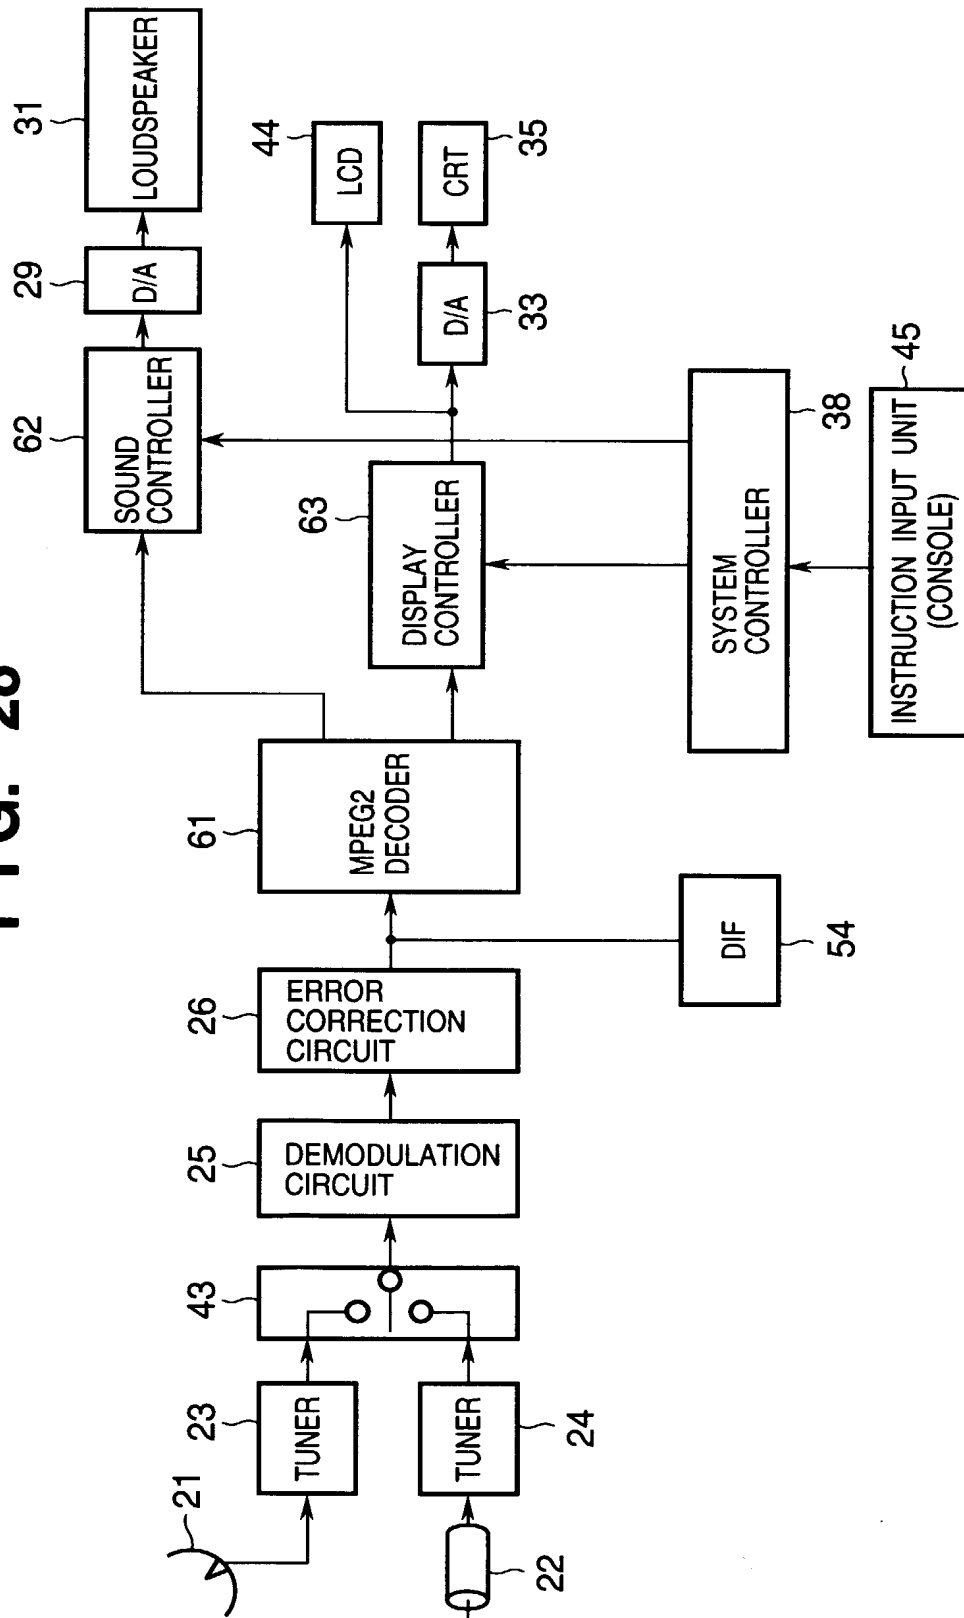 FIG.
21
22
23
TUNER
TUNER
24
43
25
DEMODULATION
CIRCUIT
26
ERROR
CORRECTION
CIRCUIT
DIF
54
61
MPEG2
DECODER
62
SOUND
CONTROLLER
29
D/A
31
LOUDSPEAKER
63
DISPLAY
CONTROLLER
44
LCD
D/A
33
CRT
35
SYSTEM
CONTROLLER
38
INSTRUCTION INPUT UNIT
(CONSOLE)
45